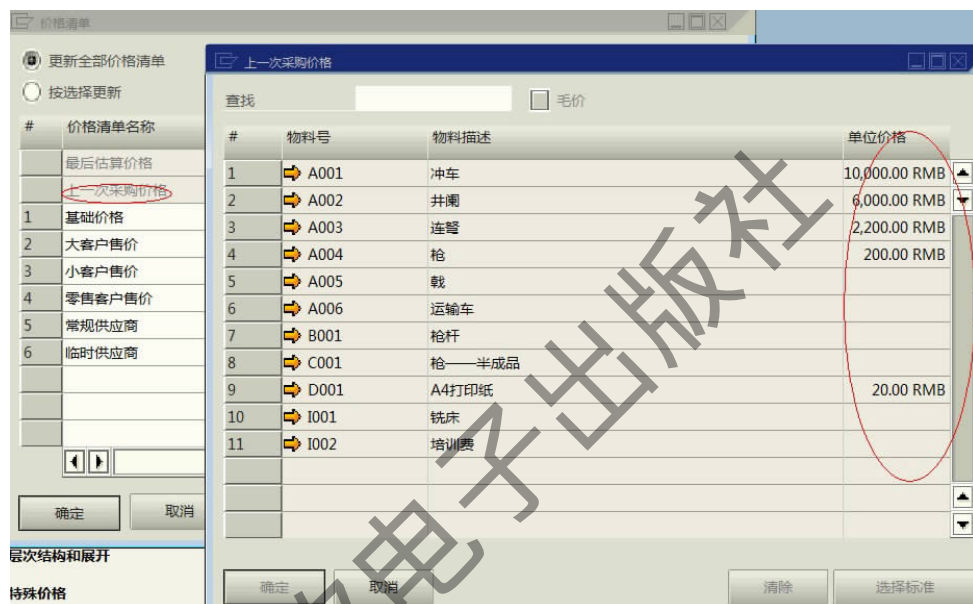 价格清单
更新全部价格清单
按选择更新
# 价格清单名称
最后估算价格
上一次采购价格
1 基础价格
2 大客户售价
3 小客户售价
4 零售客户售价
5 常规供应商
6 临时供应商
确定 取消
层次结构和展开
特殊价格
上一次采购价格
查找 毛价
# 物料号 物料描述 单位价格
1 A001 冲车 10,000.00 RMB
2 A002 井阑 6,000.00 RMB
3 A003 连弩 2,200.00 RMB
4 A004 枪 200.00 RMB
5 A005 戟
6 A006 运输车
7 B001 枪杆
8 C001 枪——半成品
9 D001 A4打印纸 20.00 RMB
10 I001 铣床
11 I002 培训费
确定 取消 清除 选择标准
电子出版社